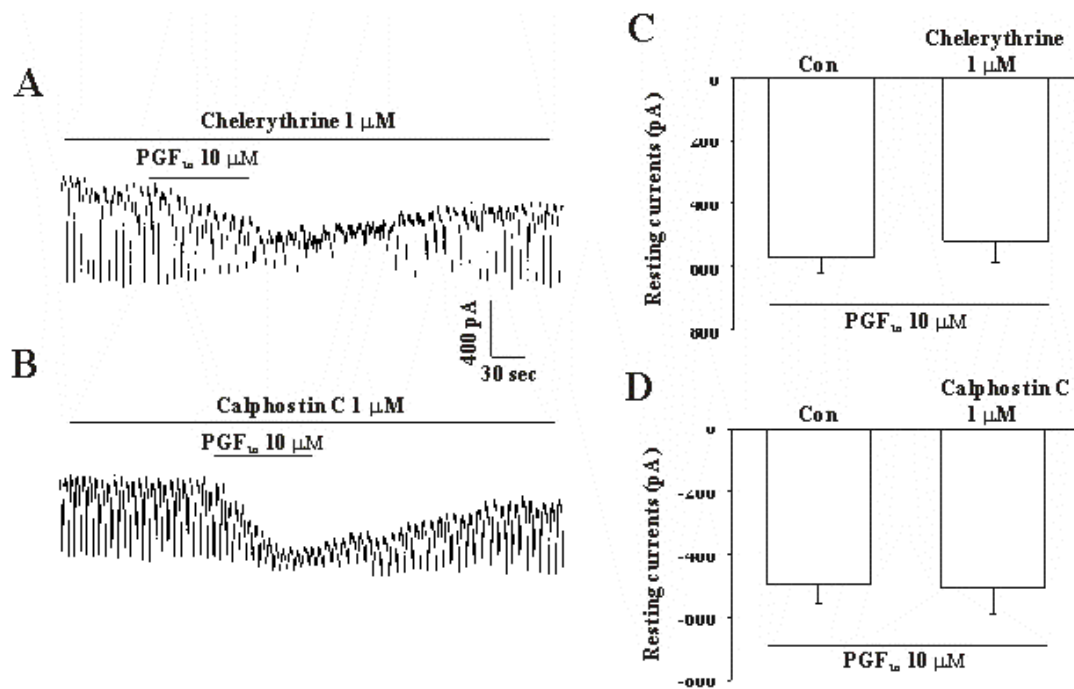 A
Chelerythrine 1 μM
PGF₂α 10 μM
400 pA
30 sec
B
Calphostin C 1 μM
PGF₂α 10 μM
C
Con
Chelerythrine
1 μM
Resting currents (pA)
0
200
400
600
800
PGF₂α 10 μM
D
Con
Calphostin C
1 μM
Resting currents (pA)
0
-200
-400
-600
-800
PGF₂α 10 μM